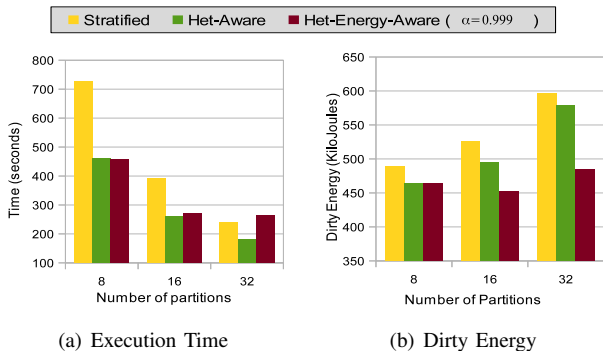 Stratified Het-Aware Het-Energy-Aware ( α=0.999 )
800
700
600
500
400
300
200
100
Time (seconds)
8 16 32
Number of partitions
(a) Execution Time
650
600
550
500
450
400
350
Dirty Energy (KiloJoules)
8 16 32
Number of Partitions
(b) Dirty Energy